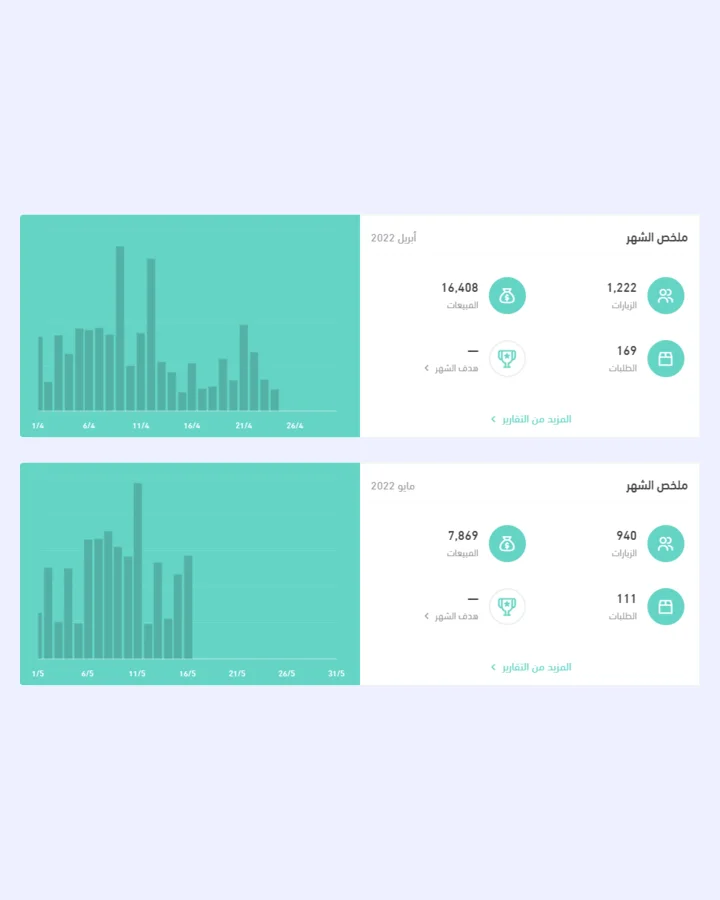 ملخص الشهر
أبريل 2022
1,222
الزيارات
16,408
المبيعات
169
الطلبات
—
هدف الشهر
المزيد من التقارير
1/4 6/4 11/4 16/4 21/4 26/4
ملخص الشهر
مايو 2022
940
الزيارات
7,869
المبيعات
111
الطلبات
—
هدف الشهر
المزيد من التقارير
1/5 6/5 11/5 16/5 21/5 26/5 31/5